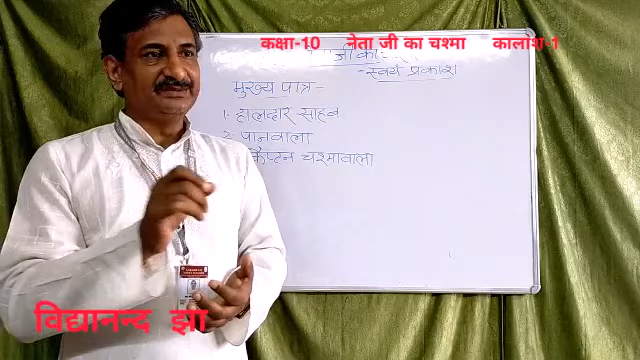 कक्षा-10 नेता जी का चश्मा कालांश-1
जी का
-स्वयं प्रकाश
मुख्य पात्र-
1. हालदार साहब
2. पानवाला
कैप्टन चश्मावाला
विद्यानन्द झा